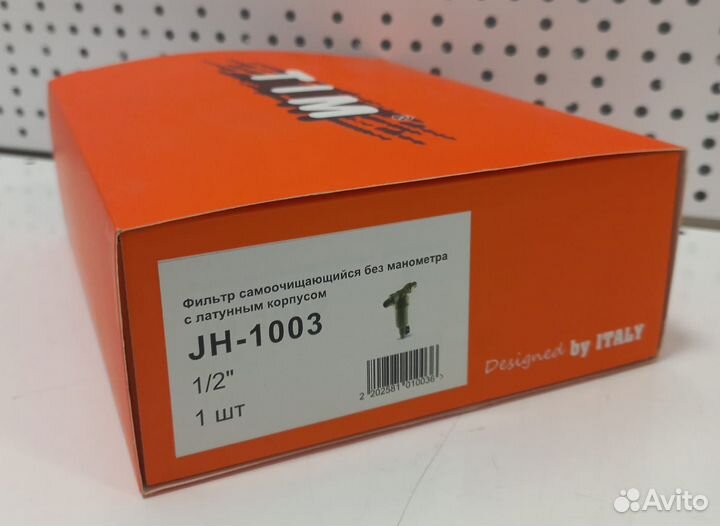 TIM
®
Фильтр самоочищающийся без манометра
с латунным корпусом
JH-1003
1/2"
1 шт
2 202581 010036 >
Designed by ITALY
Avito